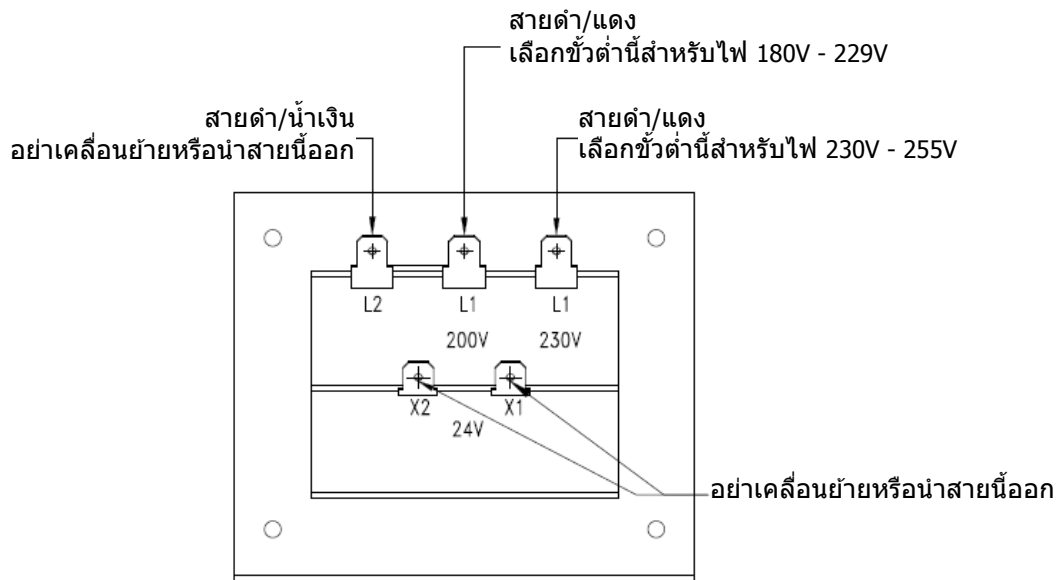 สายดำ/แดง
เลือกขั้วต่ำนี้สำหรับไฟ 180V - 229V
สายดำ/น้ำเงิน
อย่าเคลื่อนย้ายหรือนำสายนี้ออก
สายดำ/แดง
เลือกขั้วต่ำนี้สำหรับไฟ 230V - 255V
L2
L1
L1
200V
230V
X2
X1
24V
อย่าเคลื่อนย้ายหรือนำสายนี้ออก